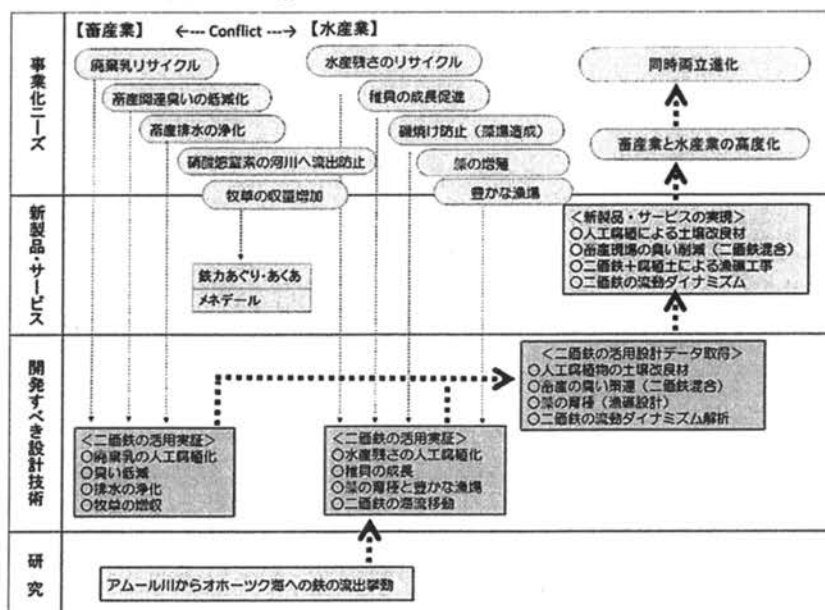 【畜産業】 <--- Conflict ---> 【水産業】
事業化ニーズ
廃棄乳リサイクル
畜産関連臭いの低減化
畜産排水の浄化
硝酸態窒素の河川へ流出防止
牧草の収量増加
水産残さのリサイクル
稚貝の成長促進
磯焼け防止（藻場造成）
藻の増殖
豊かな漁場
同時両立進化
畜産業と水産業の高度化
新製品・サービス
鉄力あぐり・あくあ
メネデール
＜新製品・サービスの実現＞
○人工腐植による土壌改良材
○畜産現場の臭い削減（二価鉄混合）
○二価鉄＋腐植土による漁礁工事
○二価鉄の流動ダイナミズム
開発すべき設計技術
＜二価鉄の活用設計データ取得＞
○人工腐植物の土壌改良材
○畜産の臭い（二価鉄混合）
○藻の育種（漁礁設計）
○二価鉄の流動ダイナミズム解析
＜二価鉄の活用実証＞
○廃棄乳の人工腐植化
○臭い低減
○排水の浄化
○牧草の増収
＜二価鉄の活用実証＞
○水産残さの人工腐植化
○稚貝の成長
○藻の育種と豊かな漁場
○二価鉄の海流移動
研究
アムール川からオホーツク海への鉄の流出挙動